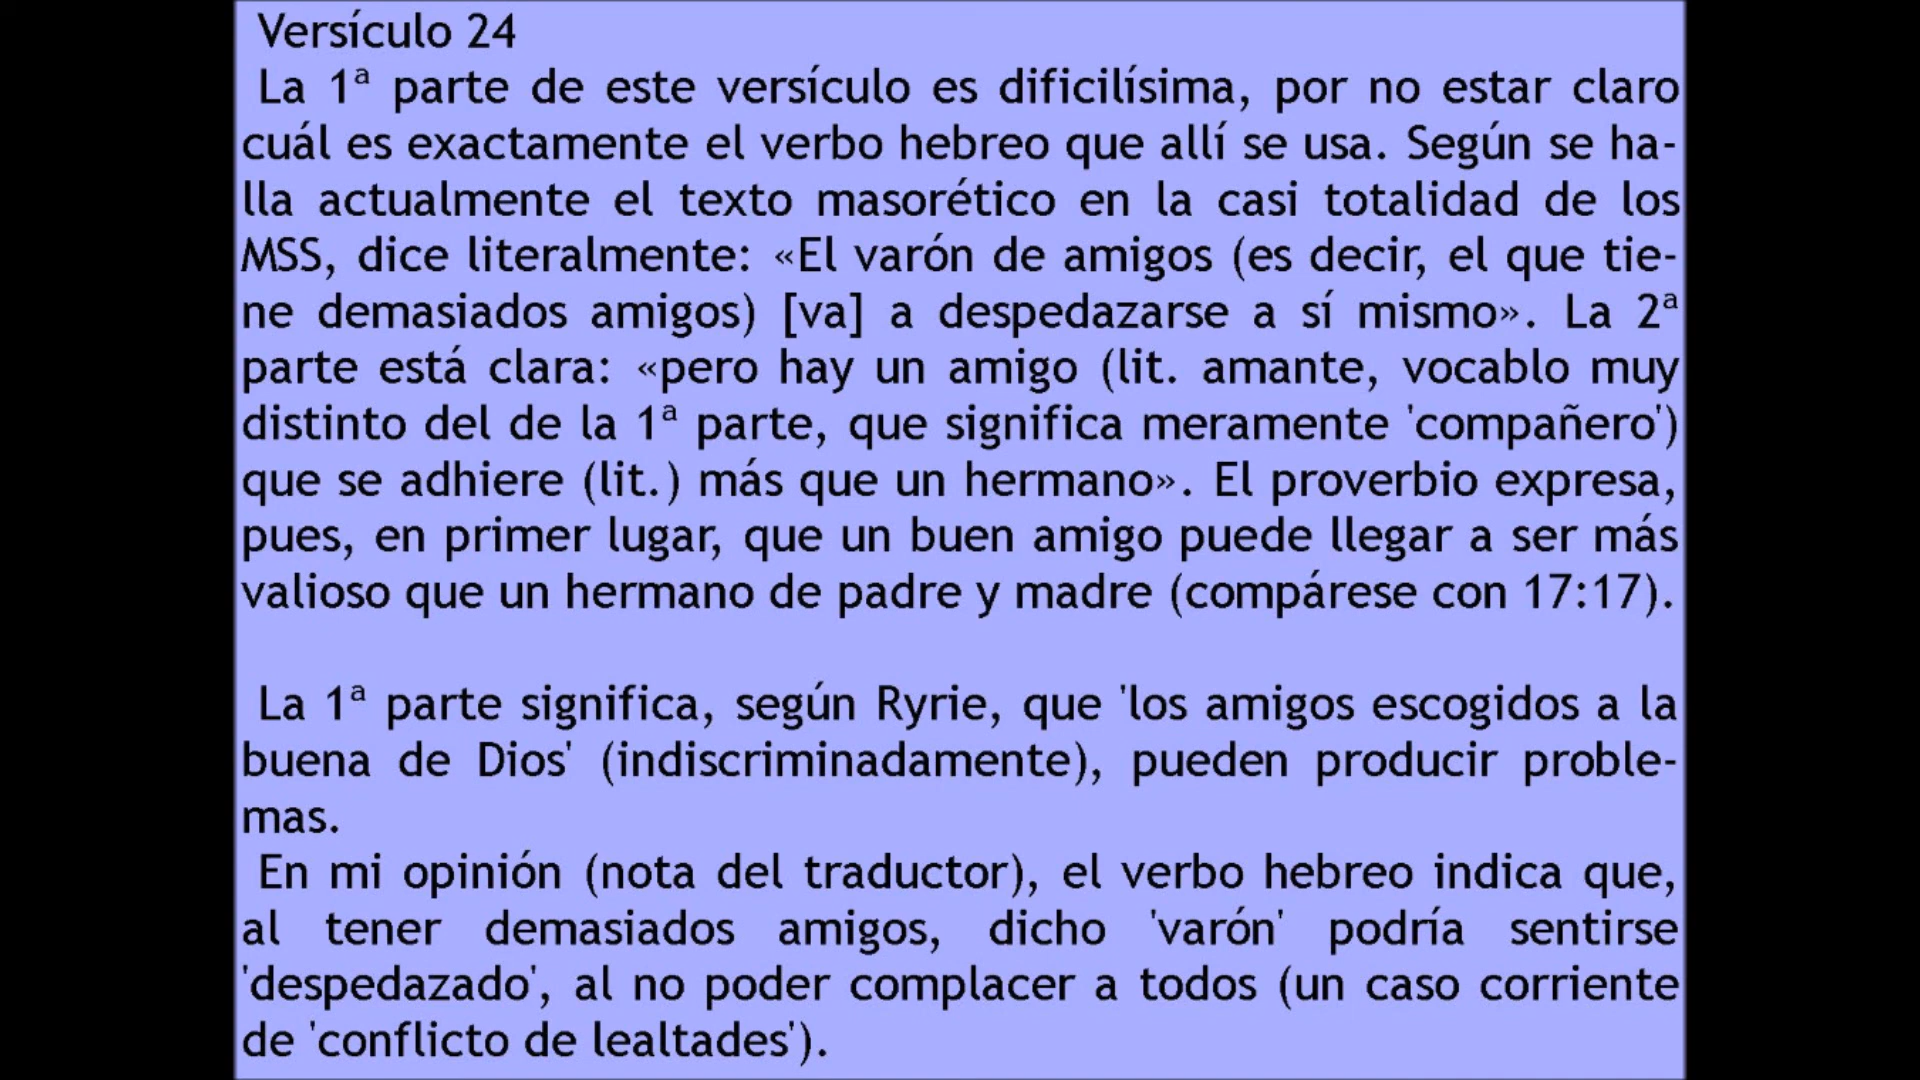 Versículo 24
La 1ª parte de este versículo es dificilísima, por no estar claro
cuál es exactamente el verbo hebreo que allí se usa. Según se ha-
lla actualmente el texto masorético en la casi totalidad de los
MSS, dice literalmente: «El varón de amigos (es decir, el que tie-
ne demasiados amigos) [va] a despedazarse a sí mismo». La 2ª
parte está clara: «pero hay un amigo (lit. amante, vocablo muy
distinto del de la 1ª parte, que significa meramente 'compañero')
que se adhiere (lit.) más que un hermano». El proverbio expresa,
pues, en primer lugar, que un buen amigo puede llegar a ser más
valioso que un hermano de padre y madre (compárese con 17:17).
La 1ª parte significa, según Ryrie, que 'los amigos escogidos a la
buena de Dios' (indiscriminadamente), pueden producir proble-
mas.
En mi opinión (nota del traductor), el verbo hebreo indica que,
al tener demasiados amigos, dicho 'varón' podría sentirse
'despedazado', al no poder complacer a todos (un caso corriente
de 'conflicto de lealtades').